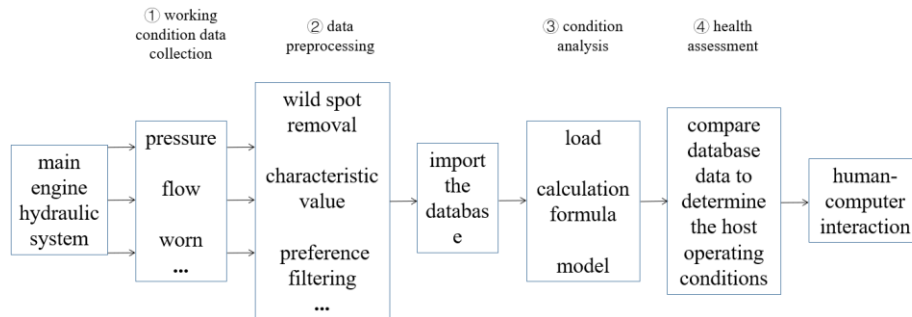 ① working
condition data
collection
② data
preprocessing
③ condition
analysis
④ health
assessment
main
engine
hydraulic
system
pressure
flow
worn
...
wild spot
removal
characteristic
value
preference
filtering
...
import
the
databas
e
load
calculation
formula
model
compare
database
data to
determine
the host
operating
conditions
human-
computer
interaction